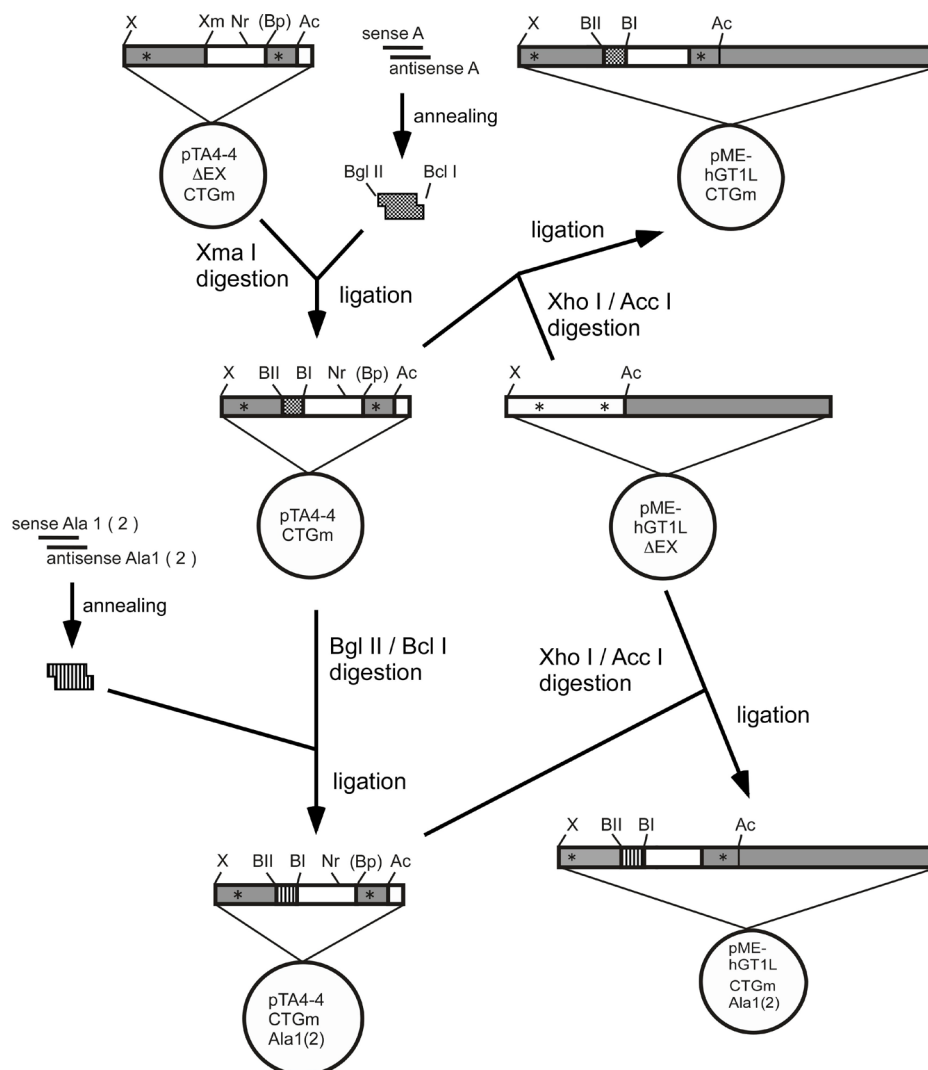 X Xm Nr (Bp) Ac
* *
sense A
antisense A
annealing
Bgl II Bcl I
pTA4-4
ΔEX
CTGm
Xma I
digestion
ligation
X BII BI Ac
* *
pME-
hGT1L
CTGm
ligation
Xho I / Acc I
digestion
X BII BI Nr (Bp) Ac
* *
pTA4-4
CTGm
X Ac
* *
pME-
hGT1L
ΔEX
sense Ala 1 ( 2 )
antisense Ala1 ( 2 )
annealing
Bgl II / Bcl I
digestion
ligation
Xho I / Acc I
digestion
ligation
X BII BI Nr (Bp) Ac
* *
pTA4-4
CTGm
Ala1(2)
X BII BI Ac
* *
pME-
hGT1L
CTGm
Ala1(2)